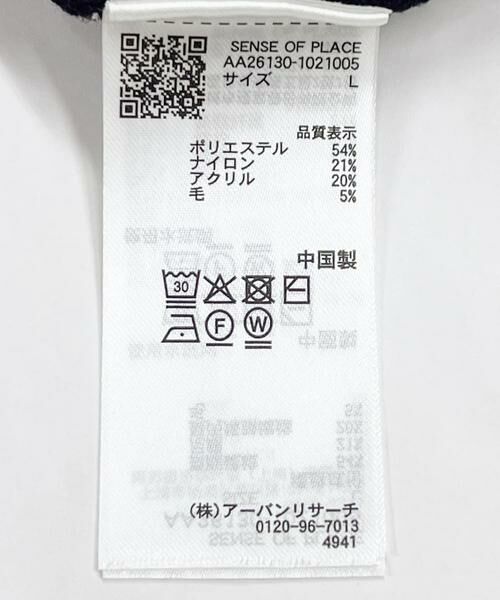 SENSE OF PLACE
AA26130-1021005
サイズ L
品質表示
ポリエステル 54%
ナイロン 21%
アクリル 20%
毛 5%
中国製
30
F W
(株)アーバンリサーチ
0120-96-7013
4941